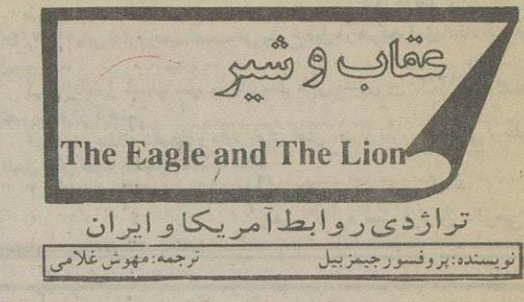 عقاب و شیر
The Eagle and The Lion
تراژدی روابط آمریکا و ایران
نویسنده: پروفسور جیمز بیل ترجمه: مهوش غلامی